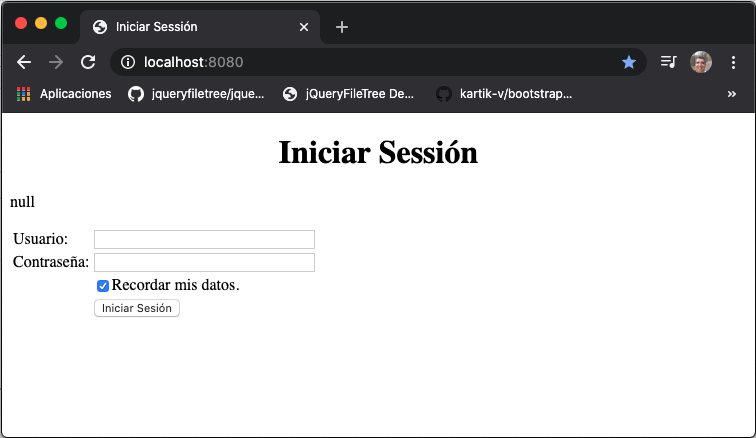 Iniciar Sessión
localhost:8080
Aplicaciones jqueryfiletree/jque... jQueryFileTree De... kartik-v/bootstrap... »
Iniciar Sessión
null
Usuario:
Contraseña:
Recordar mis datos.
Iniciar Sesión